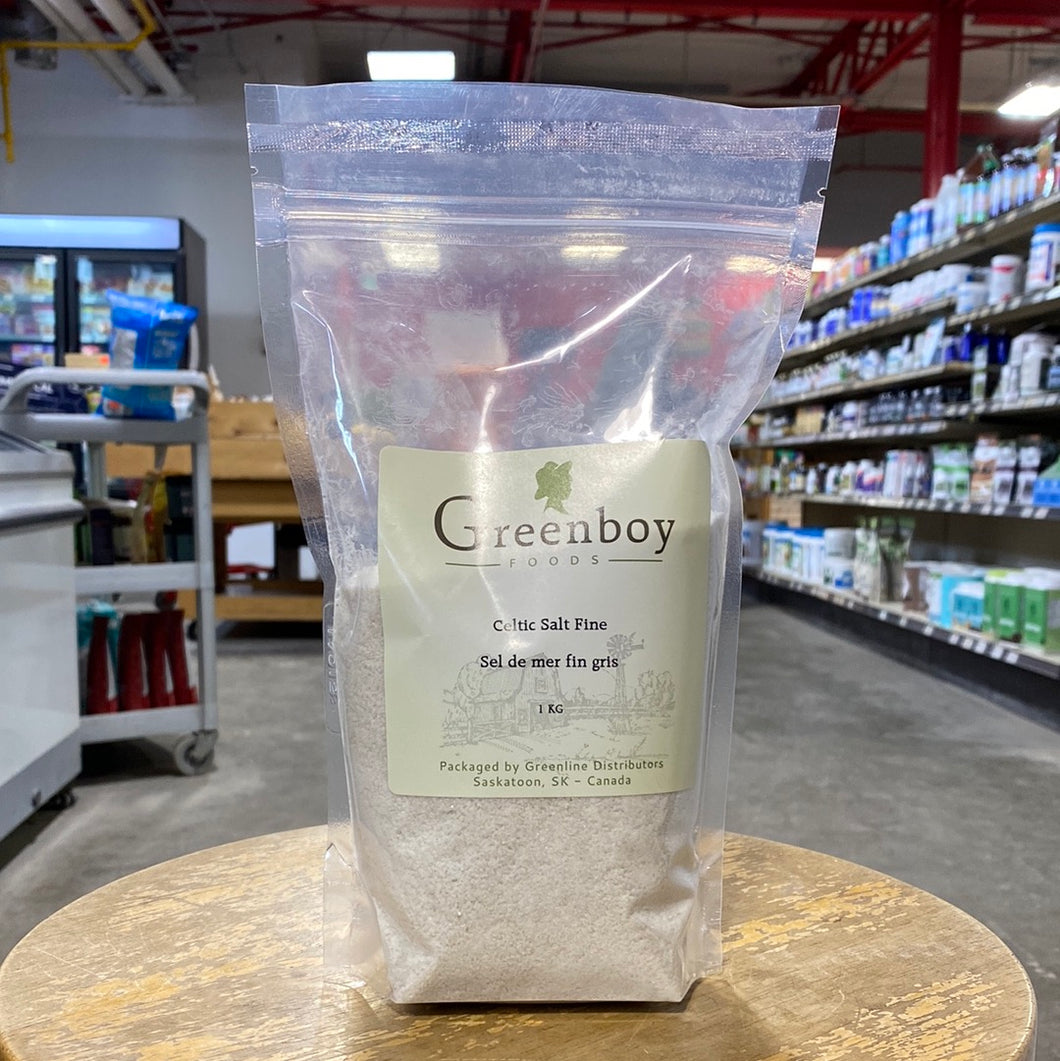 Greenboy
FOODS
Celtic Salt Fine
Sel de mer fin gris
1 KG
Packaged by Greenline Distributors
Saskatoon, SK - Canada